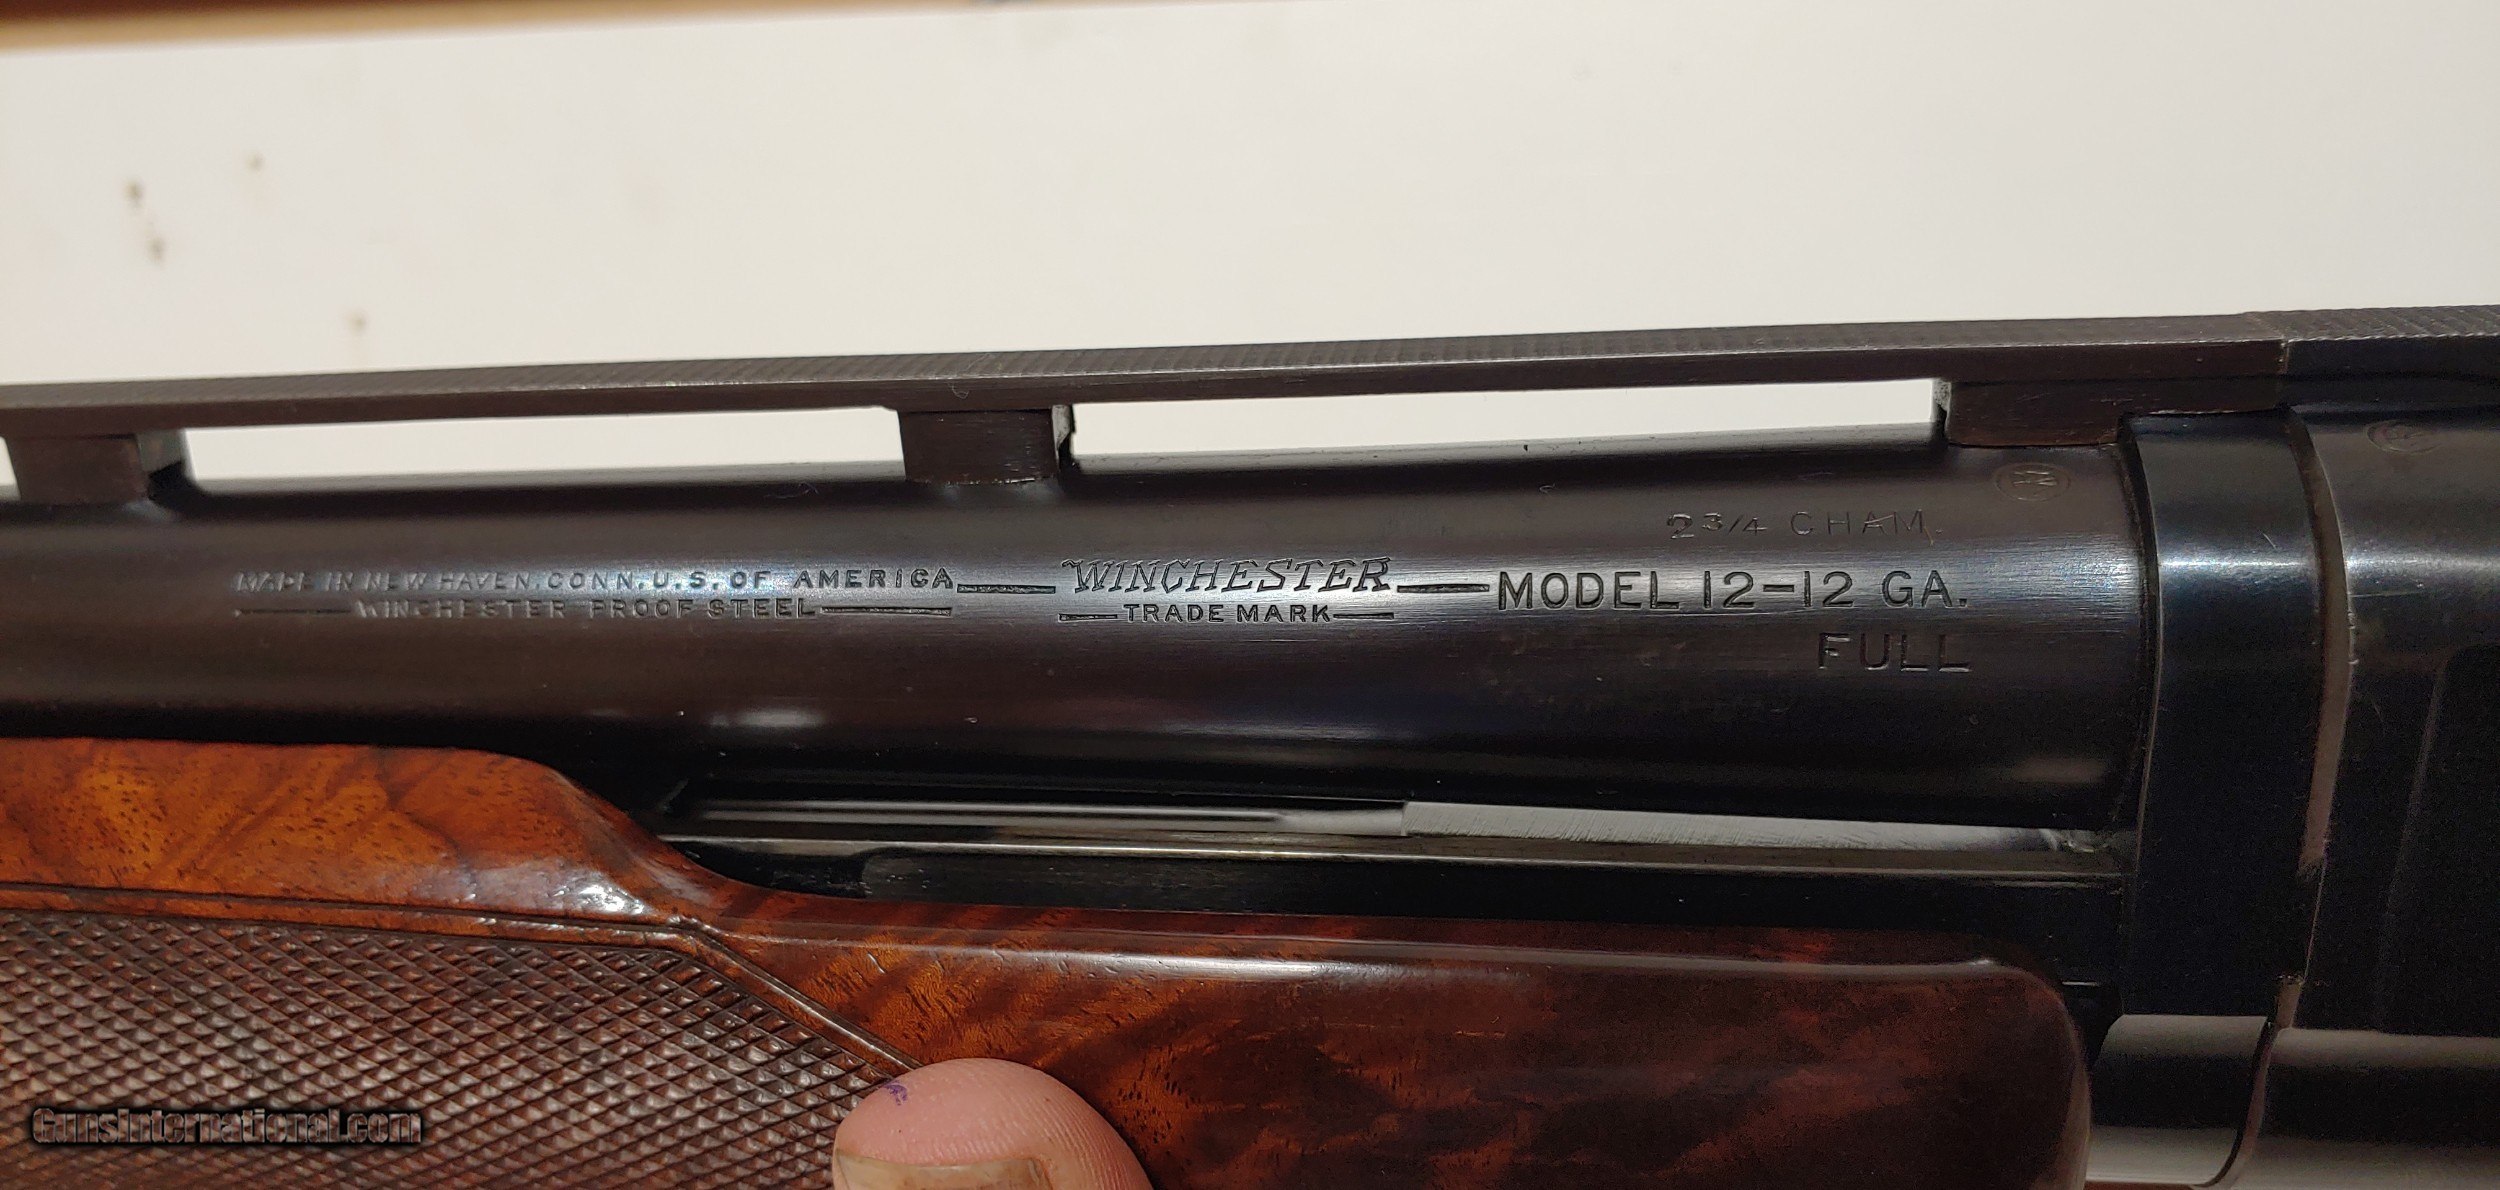 2 3/4 CHAM.
MADE IN NEW HAVEN. CONN. U.S. OF AMERICA
WINCHESTER PROOF STEEL
WINCHESTER
TRADE MARK
MODEL 12-12 GA.
FULL
GunsInternational.com